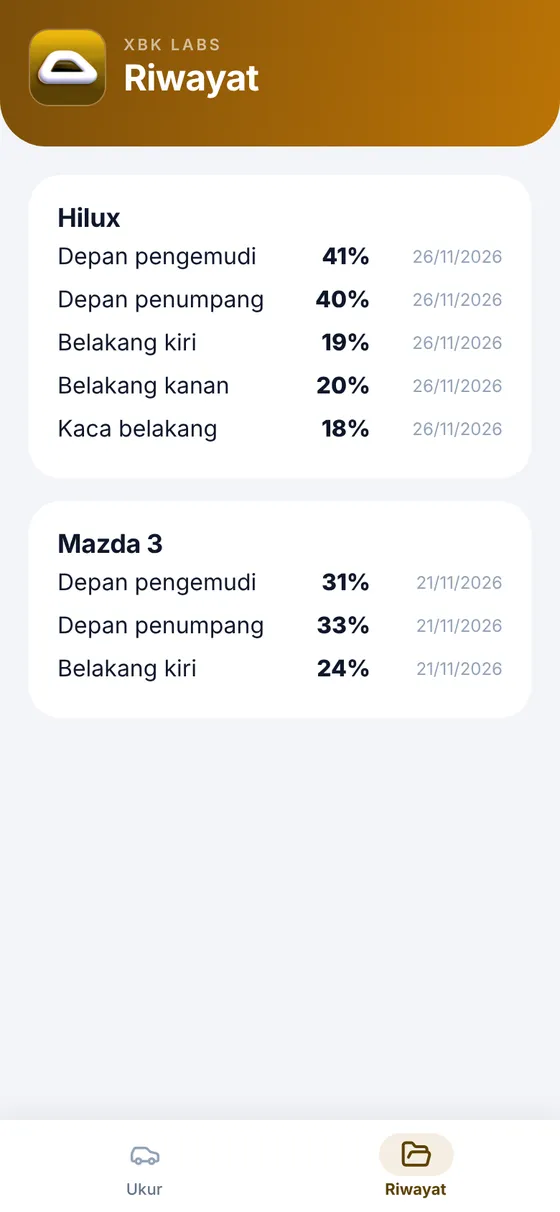 XBK LABS
Riwayat
Hilux
Depan pengemudi 41% 26/11/2026
Depan penumpang 40% 26/11/2026
Belakang kiri 19% 26/11/2026
Belakang kanan 20% 26/11/2026
Kaca belakang 18% 26/11/2026
Mazda 3
Depan pengemudi 31% 21/11/2026
Depan penumpang 33% 21/11/2026
Belakang kiri 24% 21/11/2026
Ukur Riwayat